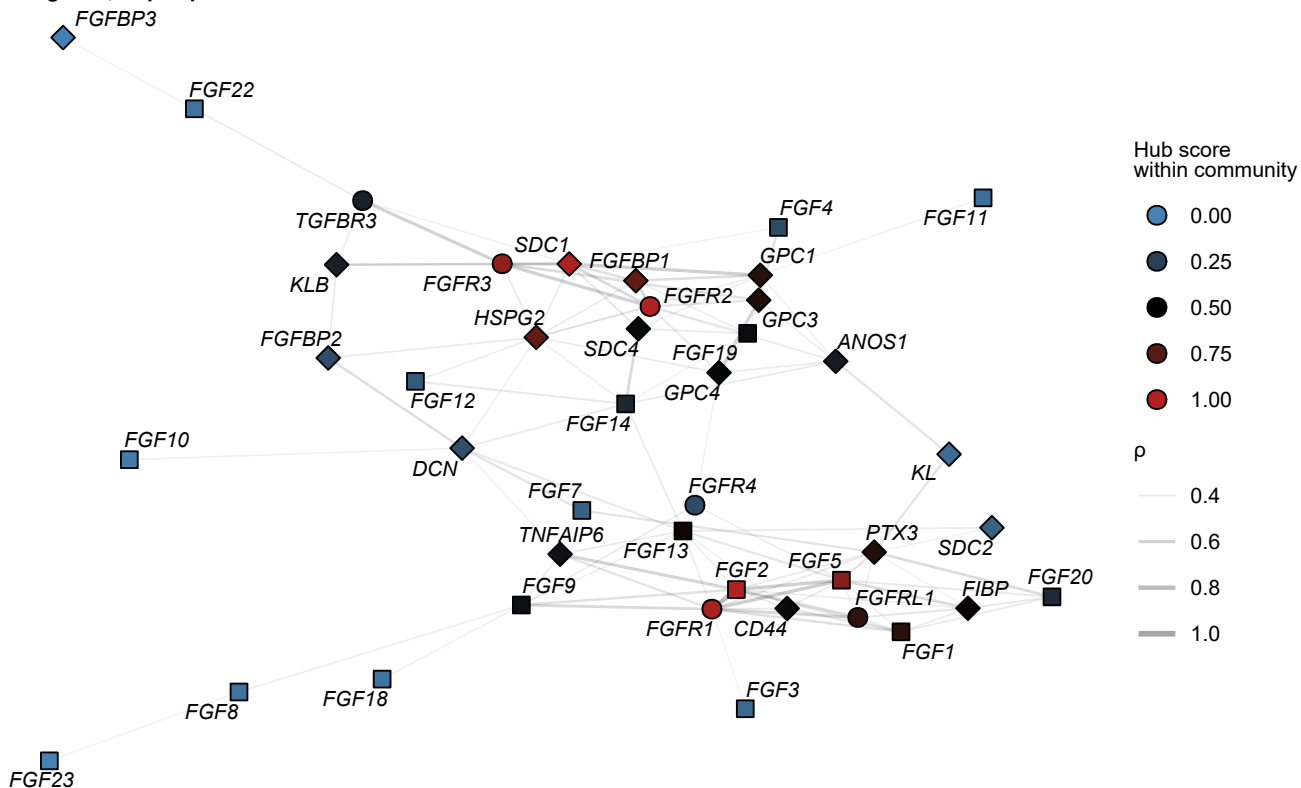 FGFBP3
FGF22
TGFBR3
FGF4
FGF11
SDC1
FGFBP1
GPC1
KLB
FGFR3
FGFR2
HSPG2
GPC3
FGFBP2
SDC4
FGF19
ANOS1
FGF12
GPC4
FGF14
FGF10
DCN
KL
FGF7
FGFR4
TNFAIP6
FGF13
PTX3
SDC2
FGF9
FGF2
FGF5
FIBP
FGF20
FGFR1
CD44
FGFRL1
FGF1
FGF8
FGF18
FGF3
FGF23
Hub score
within community
0.00
0.25
0.50
0.75
1.00
ρ
0.4
0.6
0.8
1.0